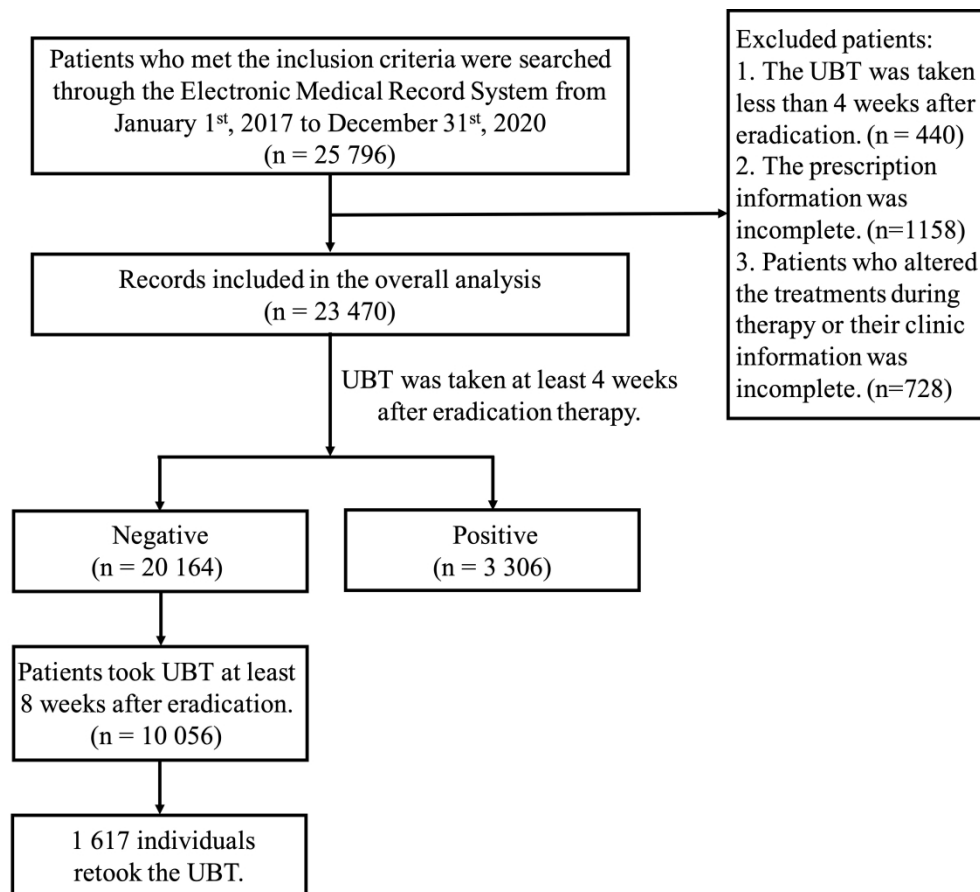 Patients who met the inclusion criteria were searched
through the Electronic Medical Record System from
January 1st, 2017 to December 31st, 2020
(n = 25 796)
Excluded patients:
1. The UBT was taken
less than 4 weeks after
eradication. (n = 440)
2. The prescription
information was
incomplete. (n=1158)
3. Patients who altered
the treatments during
therapy or their clinic
information was
incomplete. (n=728)
Records included in the overall analysis
(n = 23 470)
UBT was taken at least 4 weeks
after eradication therapy.
Negative
(n = 20 164)
Positive
(n = 3 306)
Patients took UBT at least
8 weeks after eradication.
(n = 10 056)
1 617 individuals
retook the UBT.